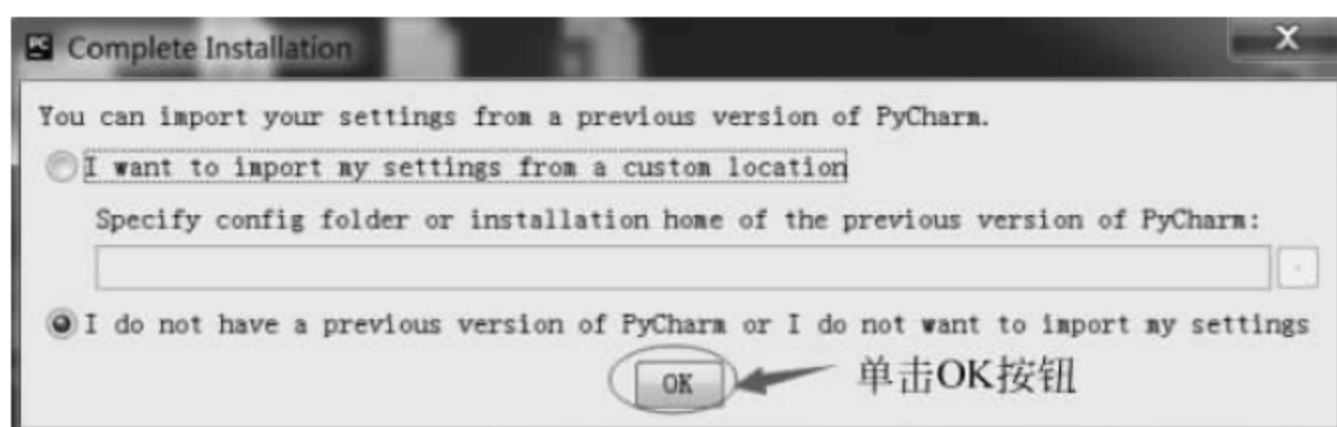 Complete Installation
You can import your settings from a previous version of PyCharm.
I want to import my settings from a custom location
Specify config folder or installation home of the previous version of PyCharm:
I do not have a previous version of PyCharm or I do not want to import my settings
OK
单击OK按钮